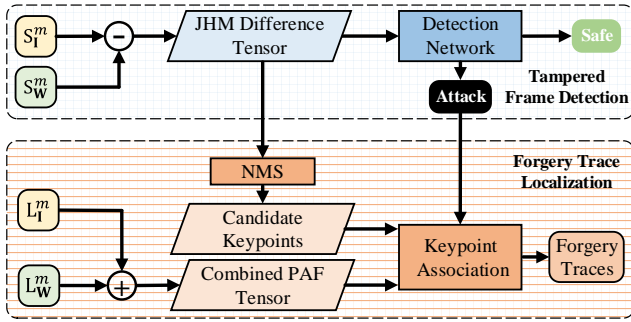 S_I^m
−
JHM Difference
Tensor
Detection
Network
Safe
S_W^m
Attack
Tampered
Frame Detection
NMS
Forgery Trace
Localization
L_I^m
Candidate
Keypoints
Keypoint
Association
Forgery
Traces
L_W^m
+
Combined PAF
Tensor